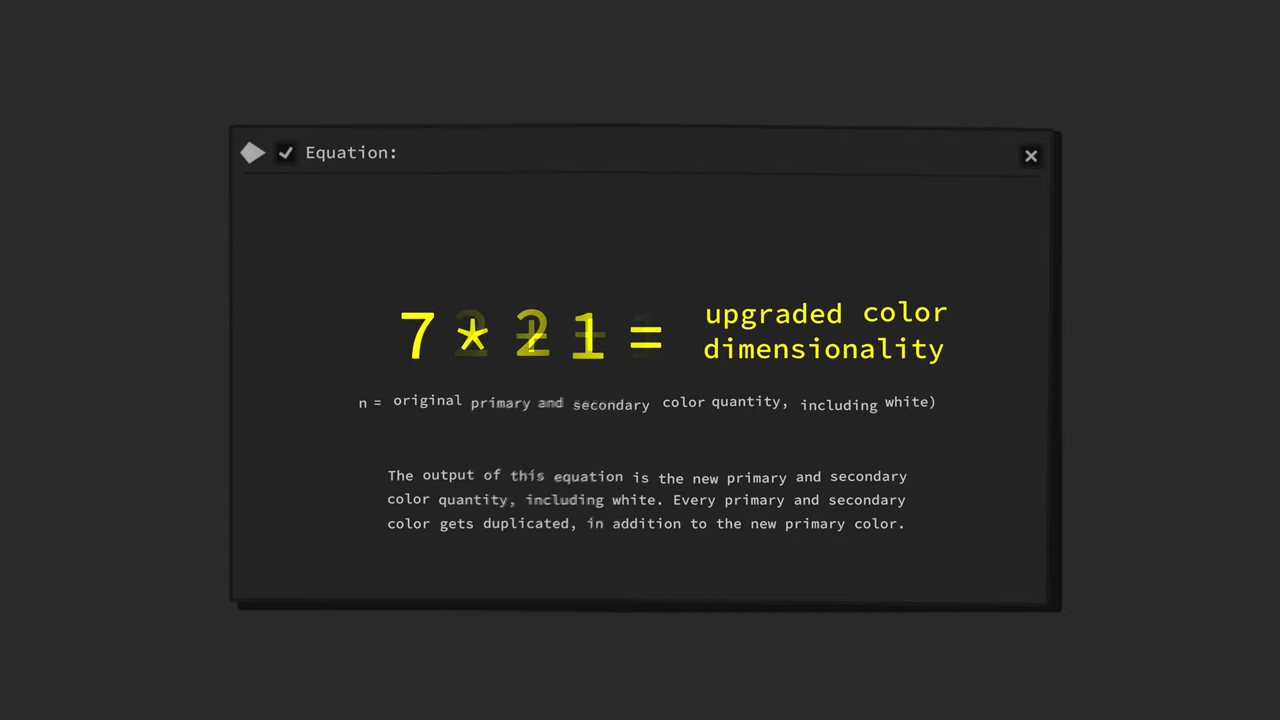 Equation:
7 * 2 + 1 = upgraded color
dimensionality
n = original primary and secondary color quantity, including white)
The output of this equation is the new primary and secondary
color quantity, including white. Every primary and secondary
color gets duplicated, in addition to the new primary color.